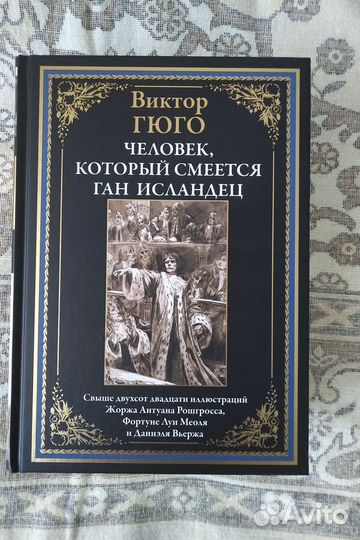 Виктор
ГЮГО
ЧЕЛОВЕК,
КОТОРЫЙ СМЕЕТСЯ
ГАН ИСЛАНДЕЦ
Свыше двухсот двадцати иллюстраций
Жоржа Антуана Рошгросса,
Фортуне Луи Меоля
и Даниэля Вьержа
Avito